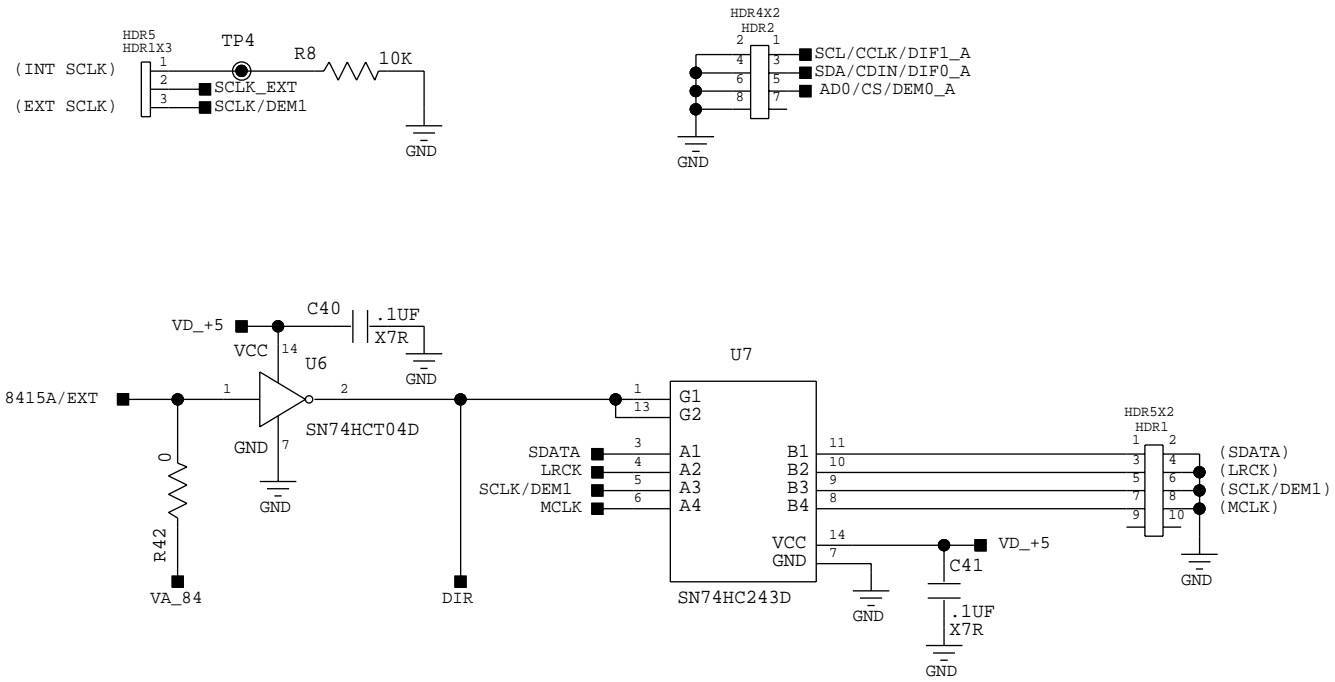 HDR5
HDR1X3
(INT SCLK)
1
TP4
R8
10K
2
SCLK_EXT
(EXT SCLK)
3
SCLK/DEM1
GND
HDR4X2
HDR2
2
1
SCL/CCLK/DIF1_A
4
3
SDA/CDIN/DIF0_A
6
5
AD0/CS/DEM0_A
8
7
GND
C40
.1UF
X7R
VD_+5
VCC
14
U6
GND
8415A/EXT
1
2
SN74HCT04D
GND
7
GND
0
R42
VA_84
DIR
U7
1
G1
13
G2
SDATA
3
A1
B1
11
LRCK
4
A2
B2
10
SCLK/DEM1
5
A3
B3
9
MCLK
6
A4
B4
8
VCC
14
GND
7
SN74HC243D
GND
VD_+5
C41
.1UF
X7R
GND
HDR5X2
HDR1
1
2
(SDATA)
3
4
(LRCK)
5
6
(SCLK/DEM1)
7
8
(MCLK)
9
10
GND